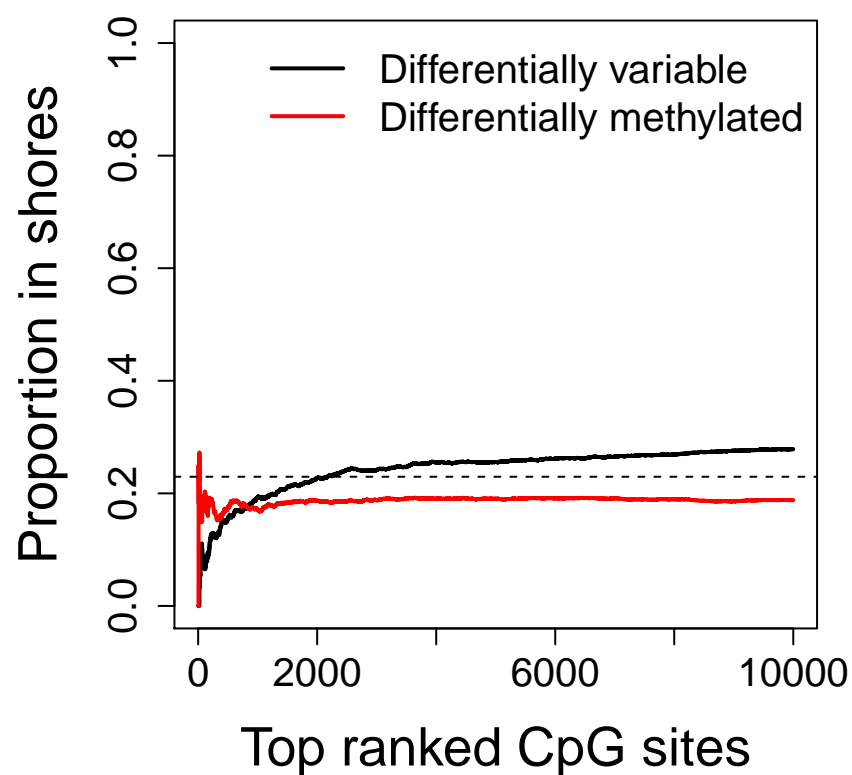 Differentially variable
Differentially methylated
Proportion in shores
1.0
0.8
0.6
0.4
0.2
0.0
0 2000 6000 10000
Top ranked CpG sites